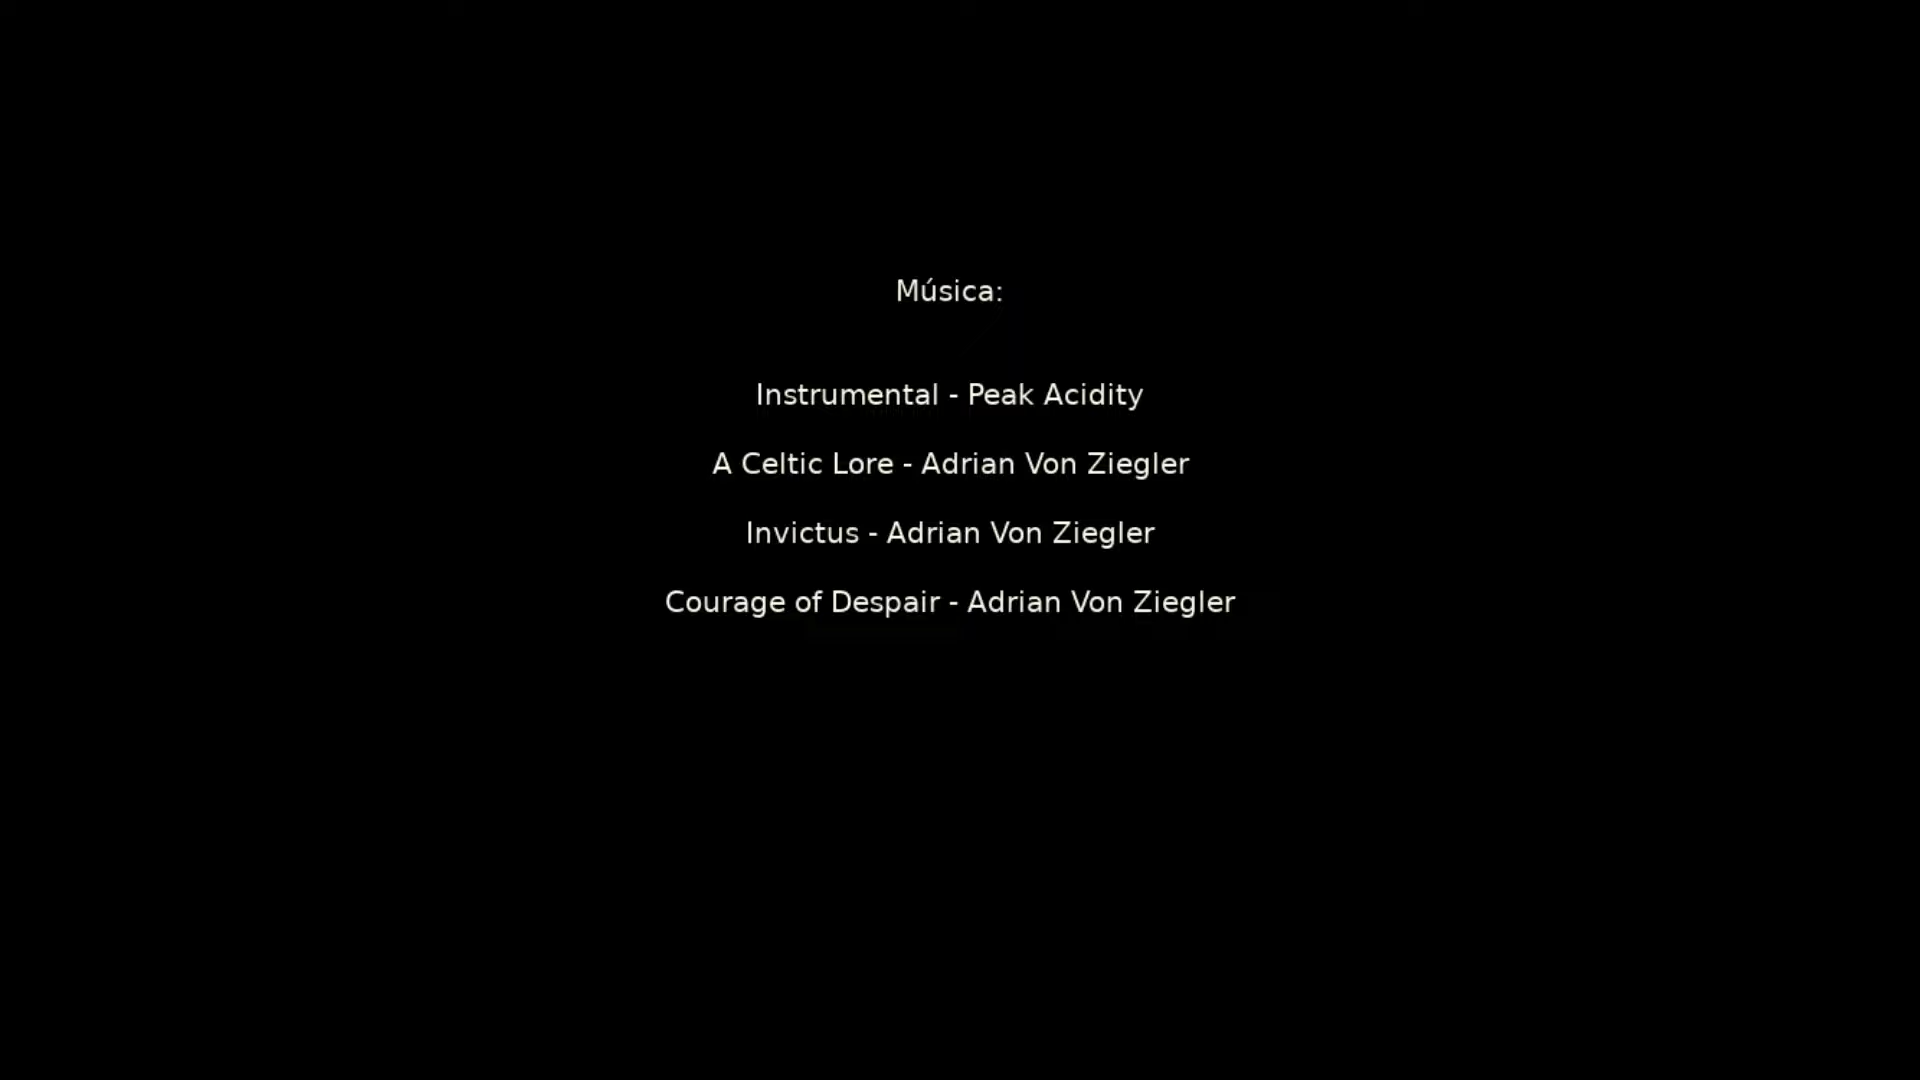 Música:
Instrumental - Peak Acidity
A Celtic Lore - Adrian Von Ziegler
Invictus - Adrian Von Ziegler
Courage of Despair - Adrian Von Ziegler